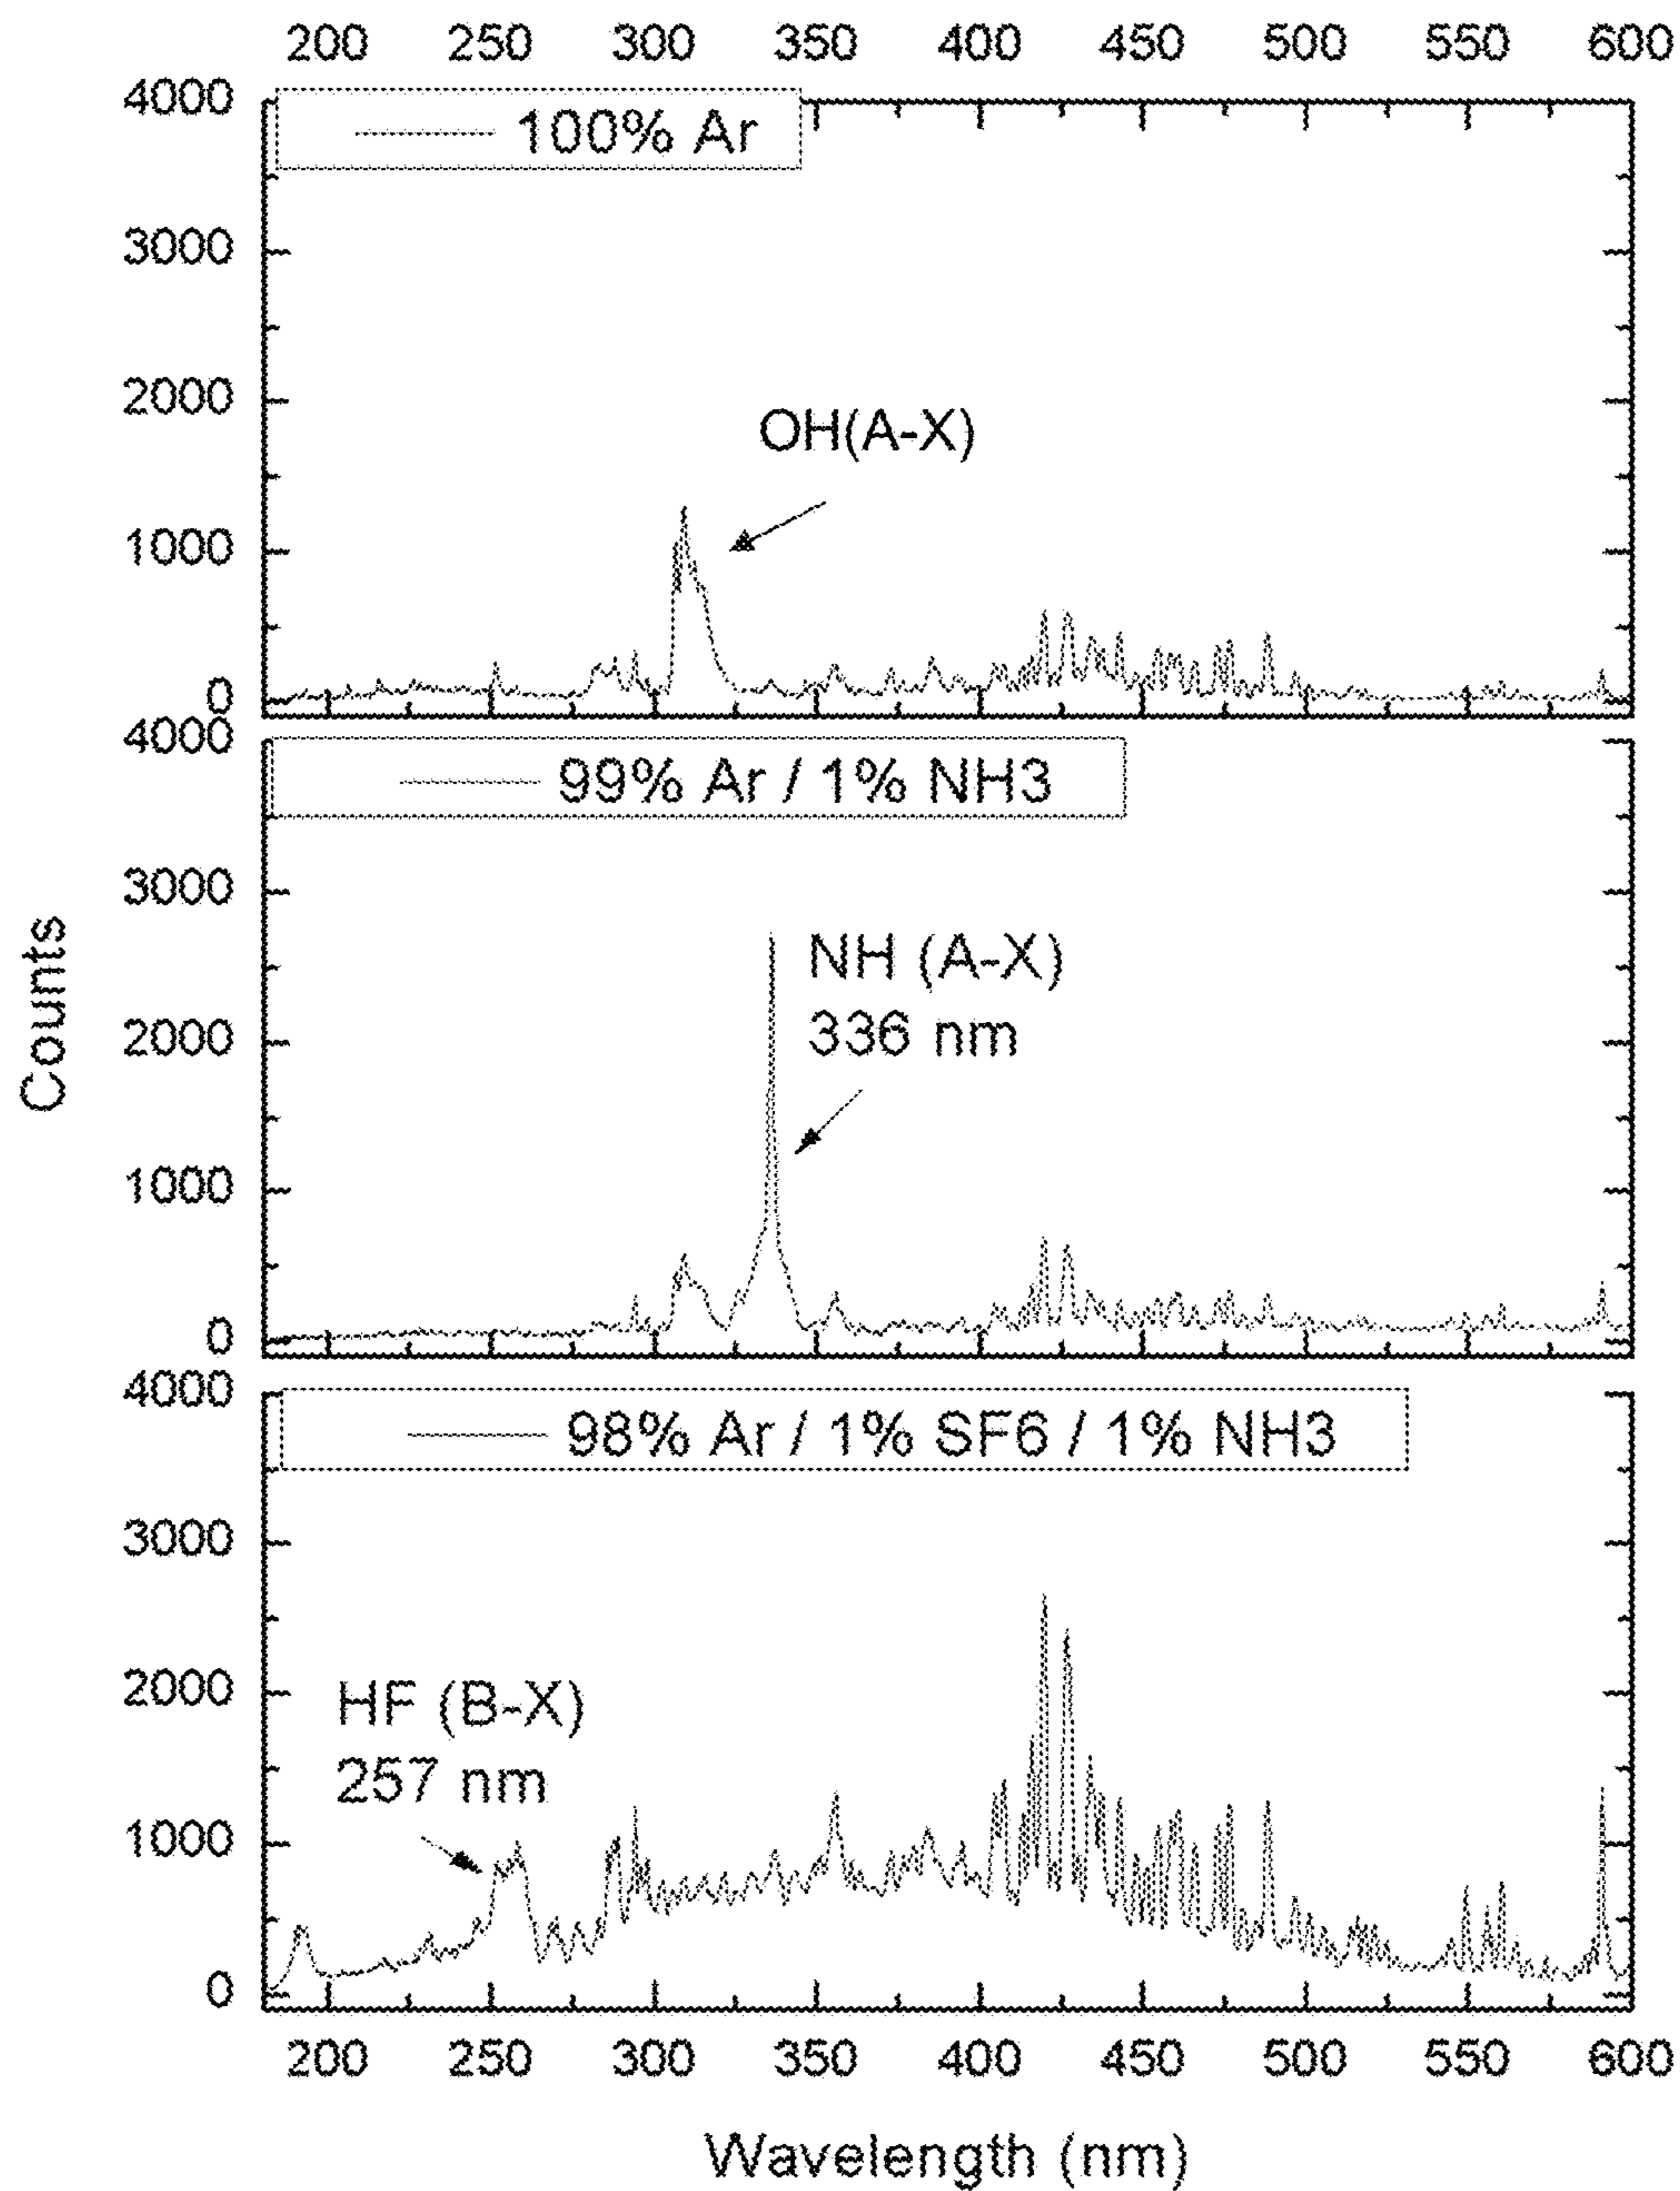 200 250 300 350 400 450 500 550 600
4000
100% Ar
3000
2000
OH(A-X)
1000
0
4000
99% Ar / 1% NH3
3000
NH (A-X)
2000
336 nm
1000
0
Counts
4000
98% Ar / 1% SF6 / 1% NH3
3000
2000
HF (B-X)
257 nm
1000
0
200 250 300 350 400 450 500 550 600
Wavelength (nm)